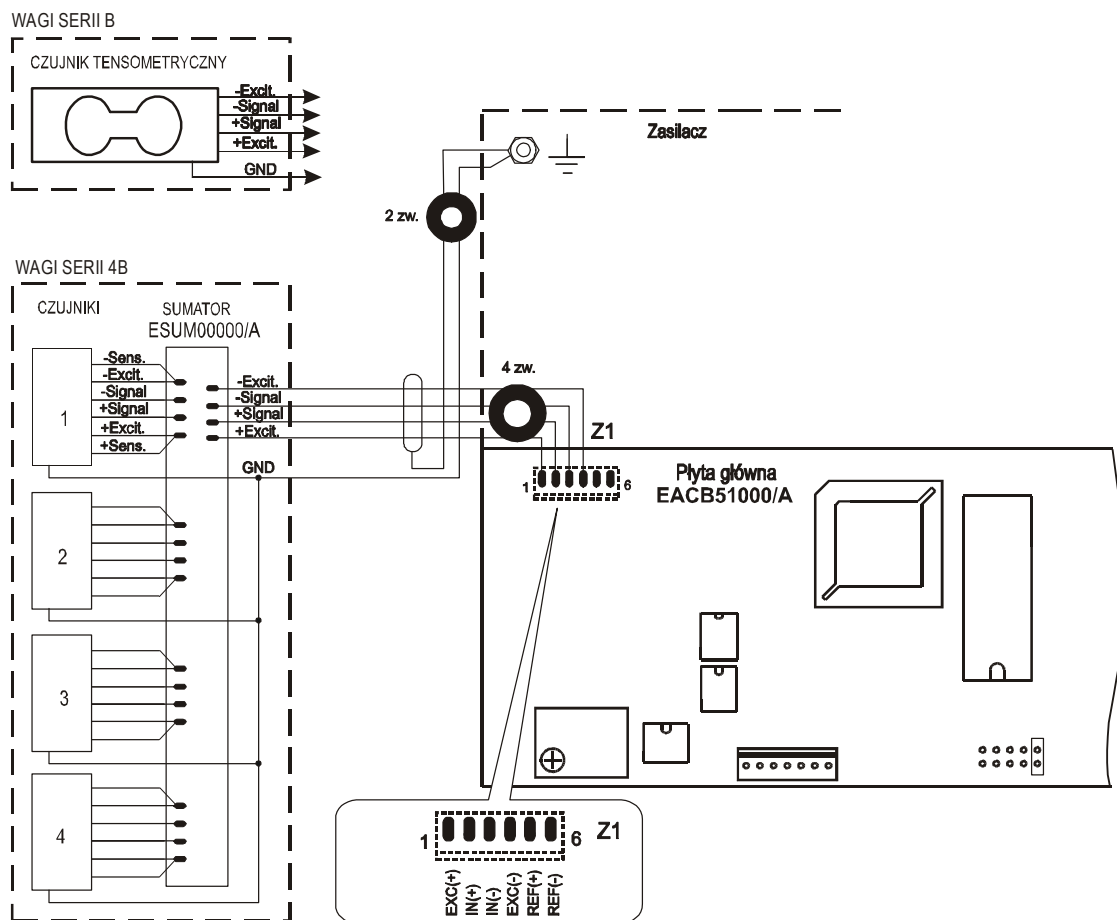 WAGI SERII B
CZUJNIK TENSOMETRYCZNY
-Excit.
-Signal
+Signal
+Excit.
GND
Zasilacz
2 zw.
WAGI SERII 4B
CZUJNIKI
SUMATOR
ESUM00000/A
-Sens.
-Excit.
-Signal
+Signal
+Excit.
+Sens.
1
-Excit.
-Signal
+Signal
+Excit.
GND
4 zw.
Z1
1
6
Płyta główna
EACB51000/A
2
3
4
1
6
Z1
EXC(+)
IN(+)
IN(-)
EXC(-)
REF(+)
REF(-)